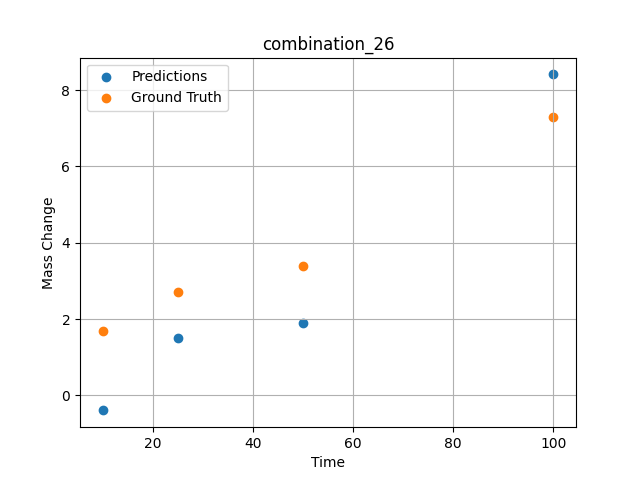 combination_26
Predictions
Ground Truth
8
6
4
2
0
Mass Change
20 40 60 80 100
Time